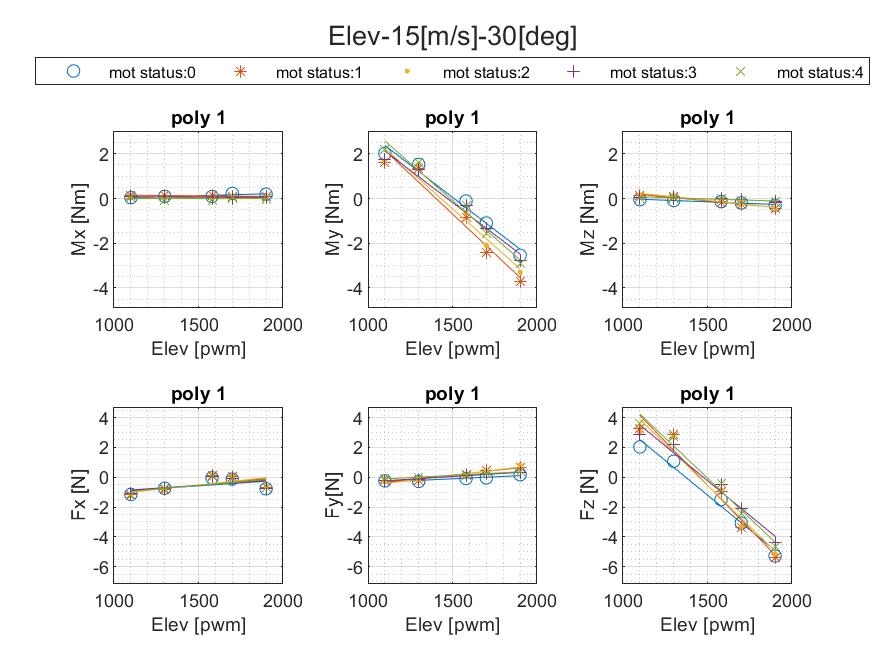 Elev-15[m/s]-30[deg]
mot status:0 mot status:1 mot status:2 mot status:3 mot status:4
poly 1 poly 1 poly 1
2 2 2
0 0 0
-2 -2 -2
-4 -4 -4
Mx [Nm] My [Nm] Mz [Nm]
1000 1500 2000 1000 1500 2000 1000 1500 2000
Elev [pwm] Elev [pwm] Elev [pwm]
poly 1 poly 1 poly 1
4 4 4
2 2 2
0 0 0
-2 -2 -2
-4 -4 -4
-6 -6 -6
Fx [N] Fy[N] Fz [N]
1000 1500 2000 1000 1500 2000 1000 1500 2000
Elev [pwm] Elev [pwm] Elev [pwm]